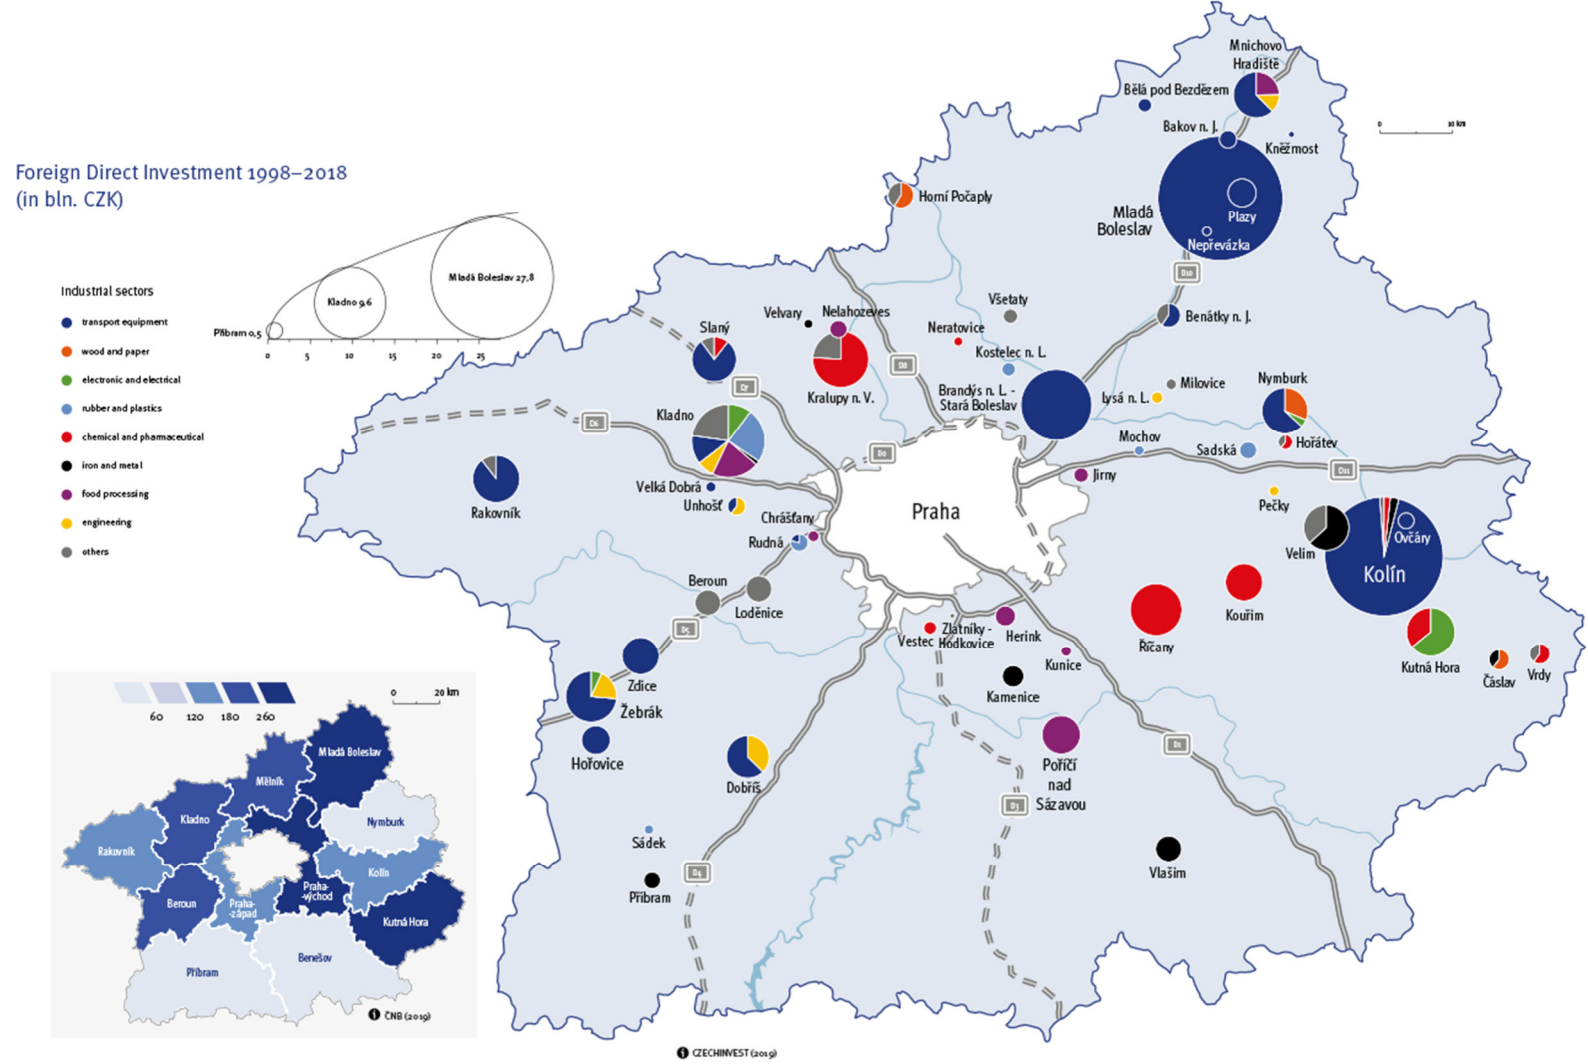 Foreign Direct Investment 1998–2018
(in bln. CZK)
Mladá Boleslav 27,8
Kladno 9,6
Příbram 0,5
0 5 10 15 20 25
Industrial sectors
transport equipment
wood and paper
electronic and electrical
rubber and plastics
chemical and pharmaceutical
iron and metal
food processing
engineering
others
0 10 km
Mnichovo
Hradiště
Bělá pod Bezdězem
Bakov n. J.
Kněžmost
Horní Počaply
Mladá
Boleslav
Plazy
Nepřevázka
D10
Všetaty
Benátky n. J.
Velvary
Nelahozeves
Neratovice
Slaný
Kostelec n. L.
D8
D7
Kralupy n. V.
Brandýs n. L. -
Stará Boleslav
Lysá n. L.
Milovice
Nymburk
Kladno
D6
Mochov
Sadská
Hořátev
D0
D11
Jirny
Velká Dobrá
Rakovník
Unhošť
Pečky
Praha
Chrášťany
Rudná
Velim
Ovčáry
Kolín
Beroun
Loděnice
Kouřim
D5
Vestec
Zlatníky -
Hodkovice
Herink
Říčany
Kunice
Kutná Hora
Čáslav
Vrdy
Zdice
Kamenice
Žebrák
Hořovice
D1
Dobříš
Poříčí
nad
Sázavou
D3
Sádek
Příbram
D4
Vlašim
60 120 180 260
0 20 km
Mladá Boleslav
Mělník
Kladno
Nymburk
Rakovník
Kolín
Praha-
-východ
Beroun
Praha-
-západ
Kutná Hora
Benešov
Příbram
ČNB (2019)
CZECHINVEST (2019)